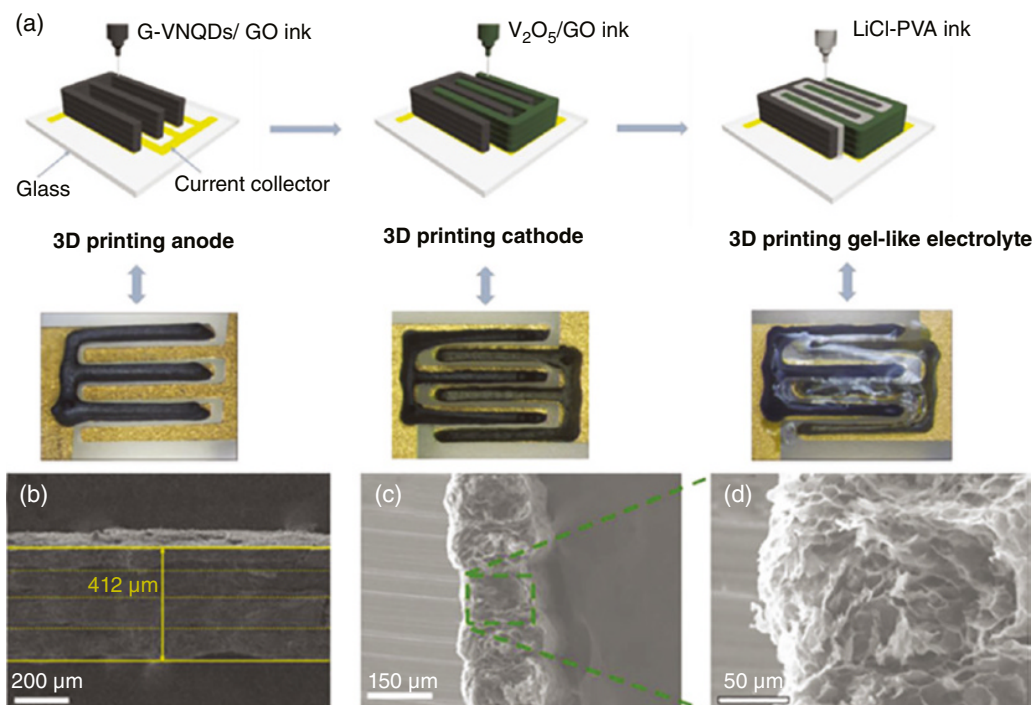 (a)
G-VNQDs/ GO ink
V₂O₅/GO ink
LiCl-PVA ink
Glass
Current collector
3D printing anode
3D printing cathode
3D printing gel-like electrolyte
(b)
412 µm
200 µm
(c)
150 µm
(d)
50 µm